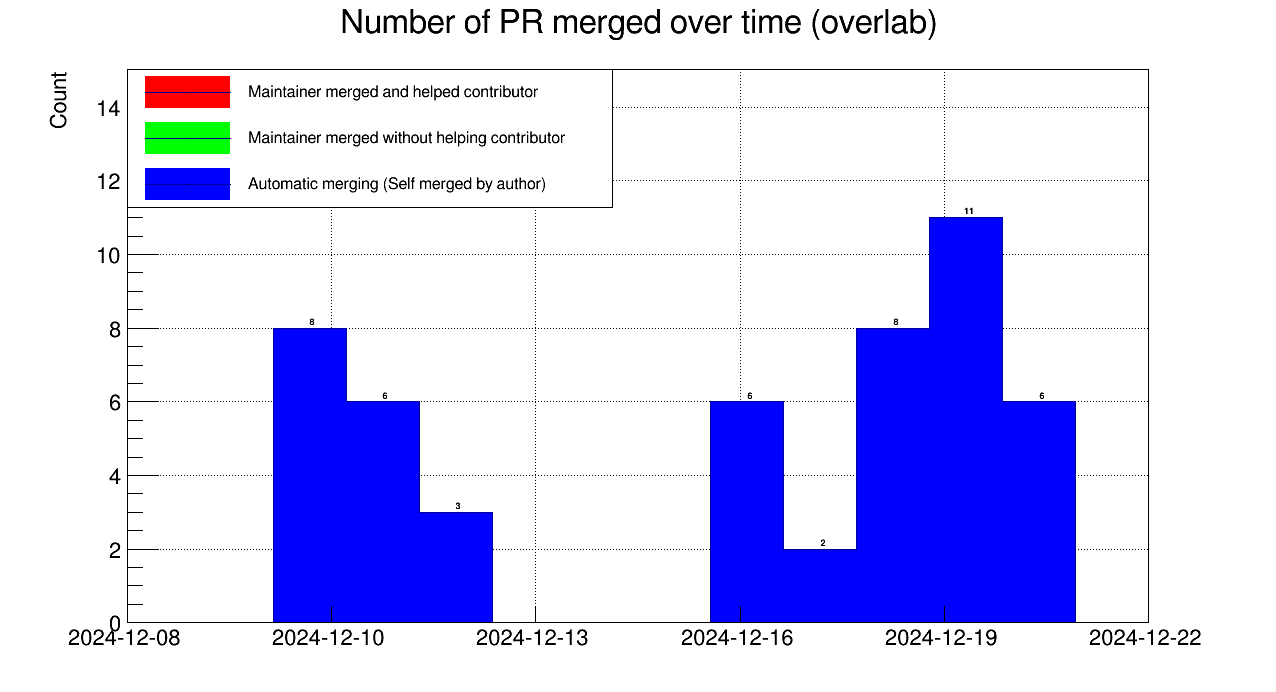 Number of PR merged over time (overlab)
Count
Maintainer merged and helped contributor
Maintainer merged without helping contributor
Automatic merging (Self merged by author)
14
12
10
8
6
4
2
0
8
6
3
6
2
8
11
6
2024-12-08 2024-12-10 2024-12-13 2024-12-16 2024-12-19 2024-12-22